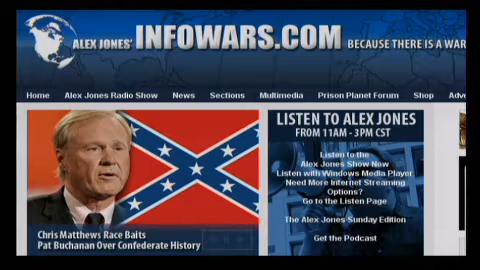 ALEX JONES' INFOWARS.COM BECAUSE THERE IS A WAR
Home Alex Jones Radio Show News Sections Multimedia Prison Planet Forum Shop Adve
LISTEN TO ALEX JONES
FROM 11AM - 3PM CST
Listen to the
Alex Jones Show Now
Listen with Windows Media Player
Need More Internet Streaming
Options?
Go to the Listen Page
The Alex Jones Sunday Edition
Get the Podcast
Chris Matthews Race Baits
Pat Buchanan Over Confederate History